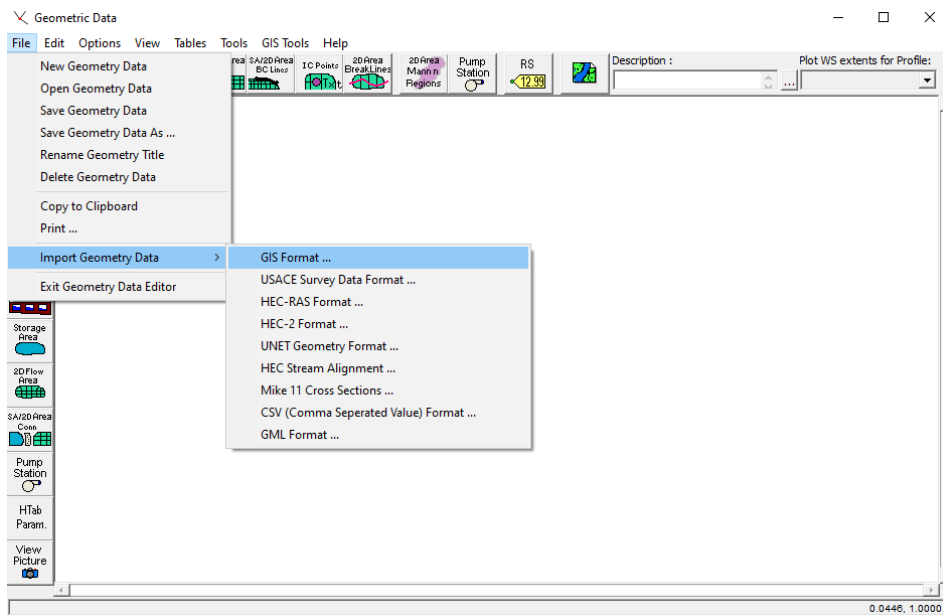 Geometric Data
File Edit Options View Tables Tools GIS Tools Help
New Geometry Data
Open Geometry Data
Save Geometry Data
Save Geometry Data As ...
Rename Geometry Title
Delete Geometry Data
Copy to Clipboard
Print ...
Import Geometry Data >
Exit Geometry Data Editor
SA/2D Area
BC Lines
IC Points
Txt
2D Area
BreakLines
2D Area
Mann n
Regions
Pump
Station
RS
12.99
Description :
...
Plot WS extents for Profile:
GIS Format ...
USACE Survey Data Format ...
HEC-RAS Format ...
HEC-2 Format ...
UNET Geometry Format ...
HEC Stream Alignment ...
Mike 11 Cross Sections ...
CSV (Comma Seperated Value) Format ...
GML Format ...
Storage
Area
2D Flow
Area
SA/2D Area
Conn
Pump
Station
HTab
Param.
View
Picture
0.0446, 1.0000